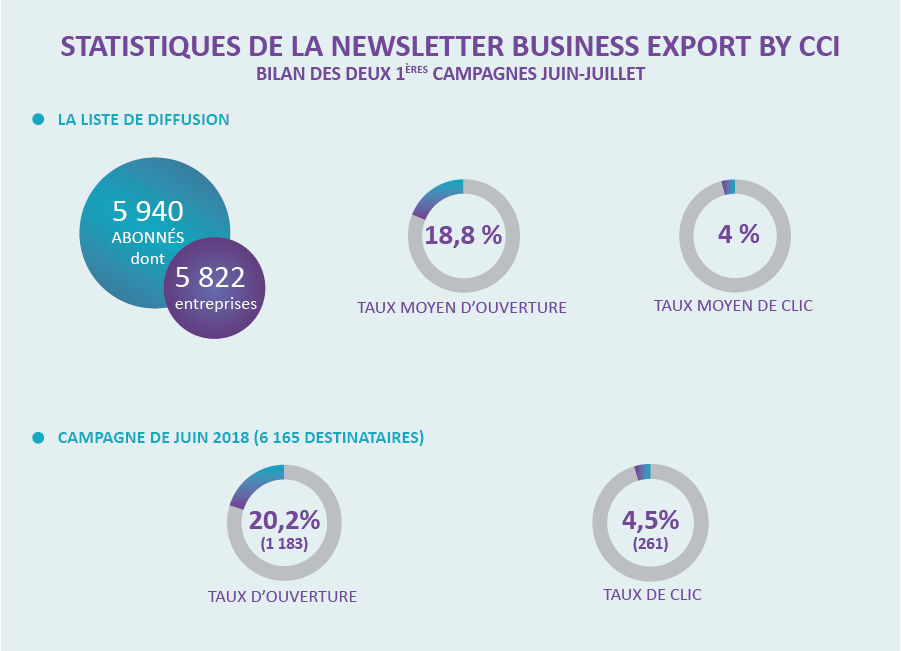 STATISTIQUES DE LA NEWSLETTER BUSINESS EXPORT BY CCI
BILAN DES DEUX 1ÈRES CAMPAGNES JUIN-JUILLET
LA LISTE DE DIFFUSION
5 940
ABONNÉS
dont
5 822
entreprises
18,8 %
TAUX MOYEN D’OUVERTURE
4 %
TAUX MOYEN DE CLIC
CAMPAGNE DE JUIN 2018 (6 165 DESTINATAIRES)
20,2%
(1 183)
TAUX D’OUVERTURE
4,5%
(261)
TAUX DE CLIC